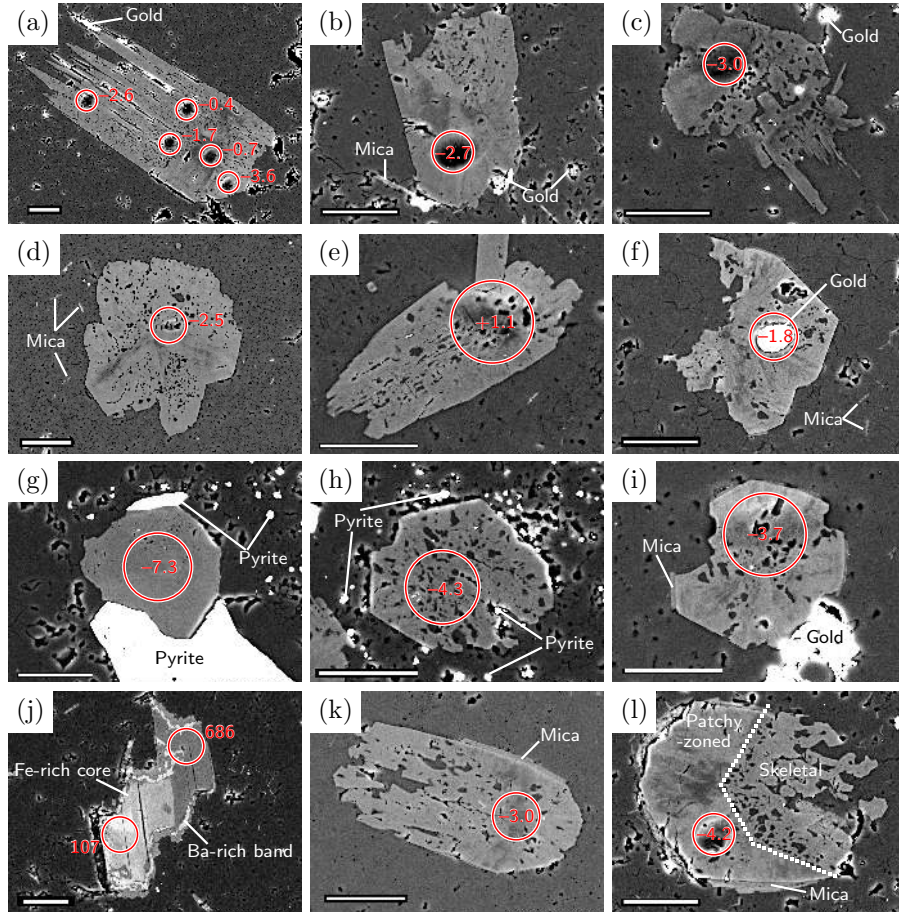 (a)
Gold
–2.6
–0.4
–1.7
–0.7
–3.6
(b)
–2.7
Mica
Gold
(c)
–3.0
Gold
(d)
–2.5
Mica
(e)
+1.1
(f)
Gold
–1.8
Mica
(g)
–7.3
Pyrite
Pyrite
(h)
Pyrite
–4.3
Pyrite
(i)
–3.7
Mica
Gold
(j)
686
Fe-rich core
107
Ba-rich band
(k)
Mica
–3.0
(l)
Patchy
-zoned
Skeletal
–4.2
Mica